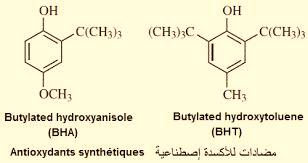 OH
C(CH₃)₃
OCH₃
Butylated hydroxyanisole
(BHA)
OH
(CH₃)₃C
C(CH₃)₃
CH₃
Butylated hydroxytoluene
(BHT)
Antioxydants synthétiques مضادات للأكسدة إصطناعية